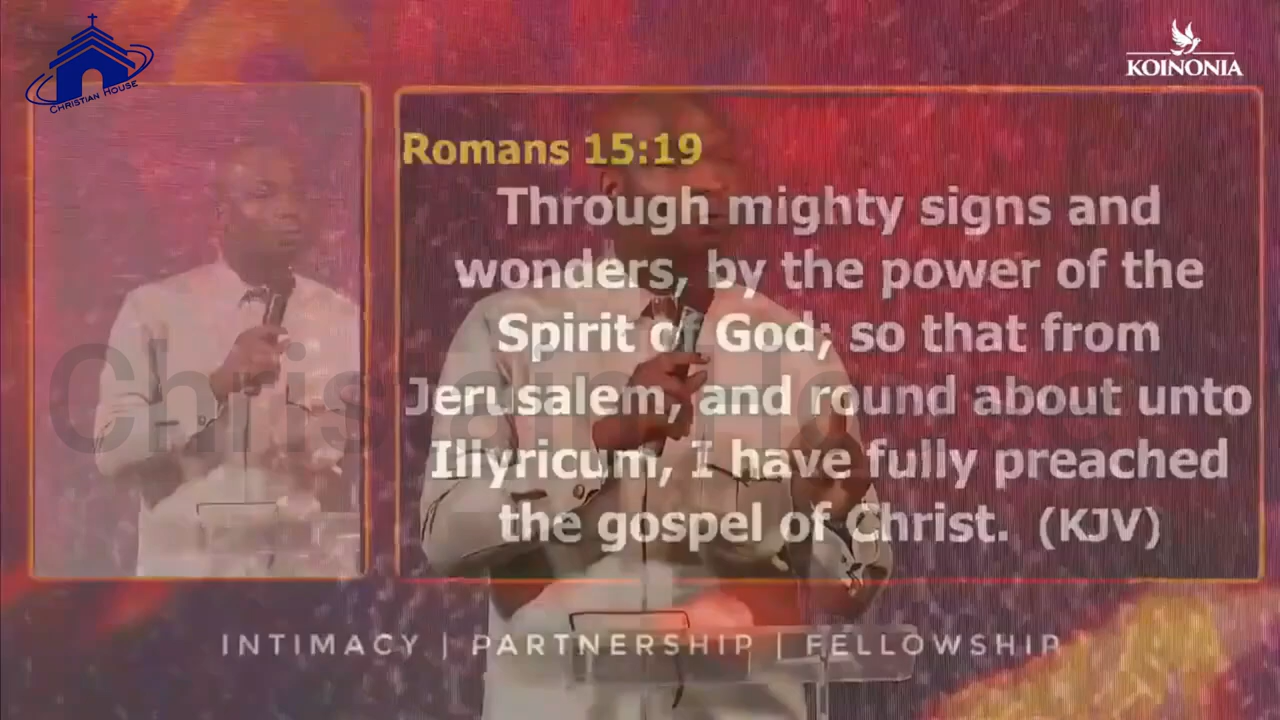 CHRISTIAN HOUSE
KOINONIA
Romans 15:19
Through mighty signs and
wonders, by the power of the
Spirit of God; so that from
Jerusalem, and round about unto
Illyricum, I have fully preached
the gospel of Christ. (KJV)
Christain House
INTIMACY | PARTNERSHIP | FELLOWSHIP